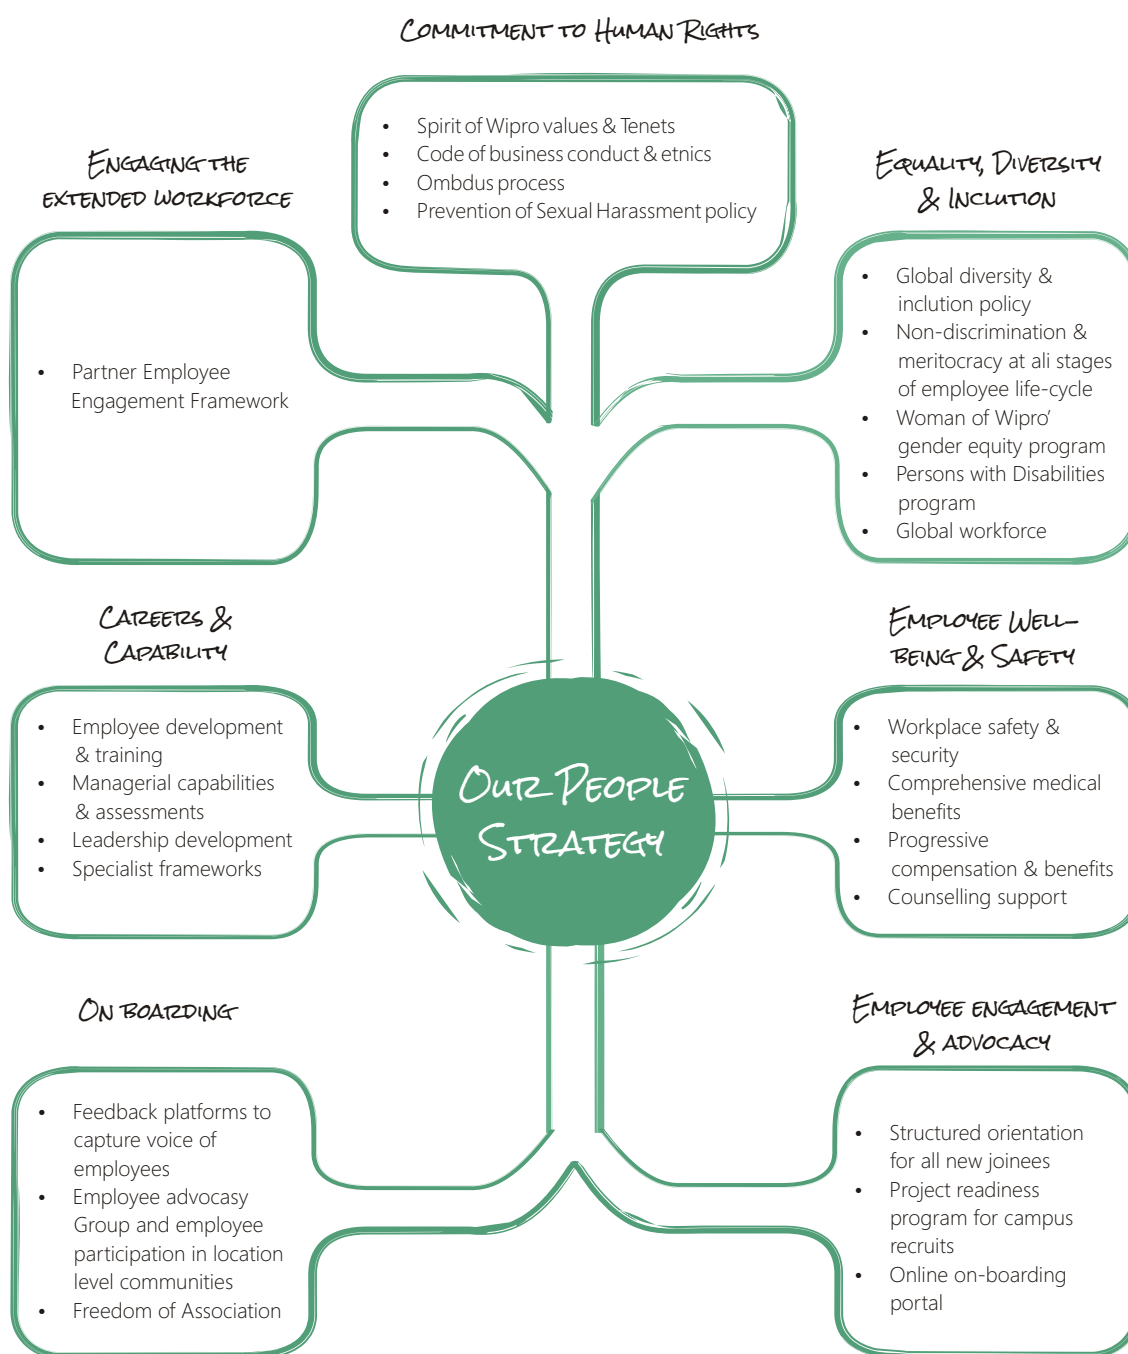 Commitment to Human Rights
• Spirit of Wipro values & Tenets
• Code of business conduct & etnics
• Ombdus process
• Prevention of Sexual Harassment policy
Engaging the
extended workforce
• Partner Employee
Engagement Framework
Equality, Diversity
& Inclution
• Global diversity &
inclution policy
• Non-discrimination &
meritocracy at ali stages
of employee life-cycle
• Woman of Wipro’
gender equity program
• Persons with Disabilities
program
• Global workforce
Careers &
Capability
• Employee development
& training
• Managerial capabilities
& assessments
• Leadership development
• Specialist frameworks
Our People
Strategy
Employee Well-
being & Safety
• Workplace safety &
security
• Comprehensive medical
benefits
• Progressive
compensation & benefits
• Counselling support
On boarding
• Feedback platforms to
capture voice of
employees
• Employee advocasy
Group and employee
participation in location
level communities
• Freedom of Association
Employee engagement
& advocacy
• Structured orientation
for all new joinees
• Project readiness
program for campus
recruits
• Online on-boarding
portal